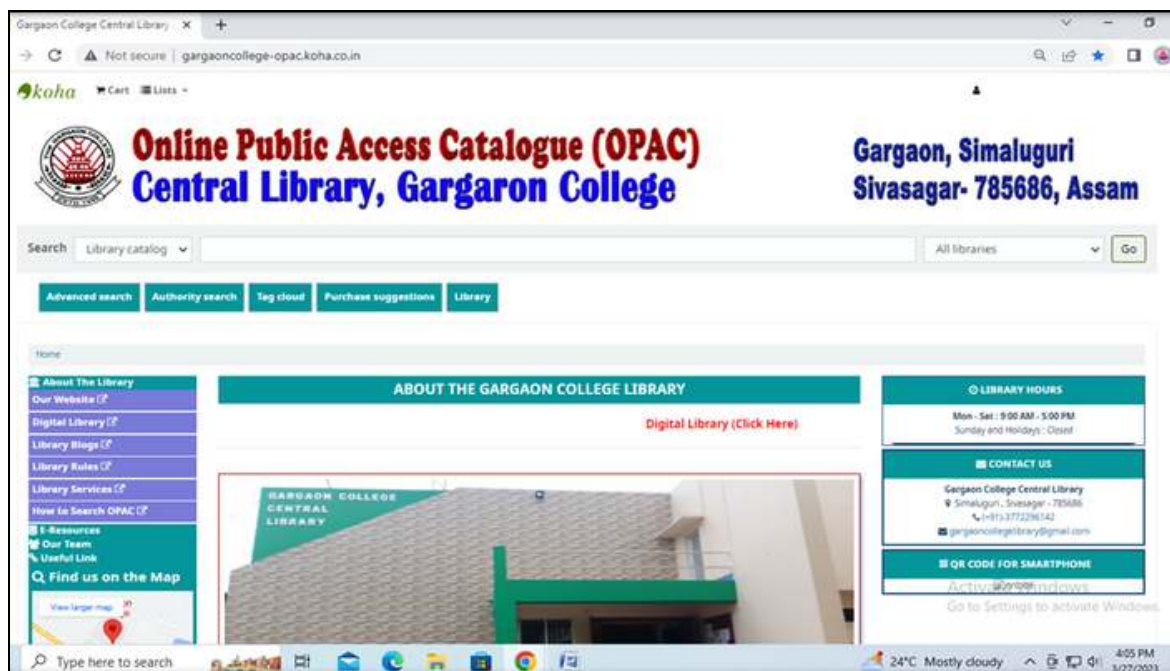 Gargaon College Central Library
Not secure | gargaoncollege-opac.koha.co.in
koha Cart Lists
Online Public Access Catalogue (OPAC)
Central Library, Gargaron College
Gargaon, Simaluguri
Sivasagar- 785686, Assam
Search Library catalog All libraries Go
Advanced search Authority search Tag cloud Purchase suggestions Library
Home
About The Library
Our Website
Digital Library
Library Blogs
Library Rules
Library Services
How to Search OPAC
E-Resources
Our Team
Useful Link
Find us on the Map
View larger map
ABOUT THE GARGAON COLLEGE LIBRARY
Digital Library (Click Here)
GARGAON COLLEGE
CENTRAL
LIBRARY
LIBRARY HOURS
Mon - Sat : 9:00 AM - 5:00 PM
Sunday and Holidays : Closed
CONTACT US
Gargaon College Central Library
Simaluguri, Sivasagar - 785686
(+91)-3772296142
gargaoncollegelibrary@gmail.com
QR CODE FOR SMARTPHONE
Activate Windows
Go to Settings to activate Windows.
Type here to search
24°C Mostly cloudy
4:05 PM
3/27/2023